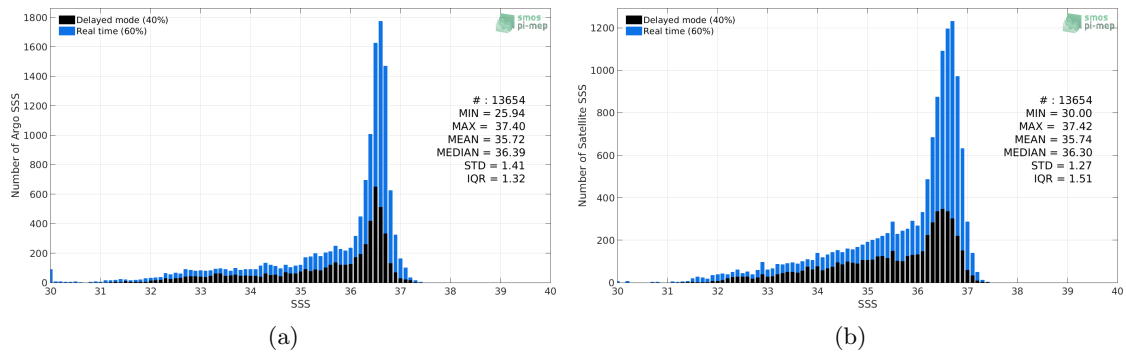 Delayed mode (40%)
Real time (60%)
smos
pi-mep
Number of Argo SSS
1800
1600
1400
1200
1000
800
600
400
200
0
# : 13654
MIN = 25.94
MAX = 37.40
MEAN = 35.72
MEDIAN = 36.39
STD = 1.41
IQR = 1.32
30 31 32 33 34 35 36 37 38 39 40
SSS
(a)
Delayed mode (40%)
Real time (60%)
smos
pi-mep
Number of Satellite SSS
1200
1000
800
600
400
200
0
# : 13654
MIN = 30.00
MAX = 37.42
MEAN = 35.74
MEDIAN = 36.30
STD = 1.27
IQR = 1.51
30 31 32 33 34 35 36 37 38 39 40
SSS
(b)